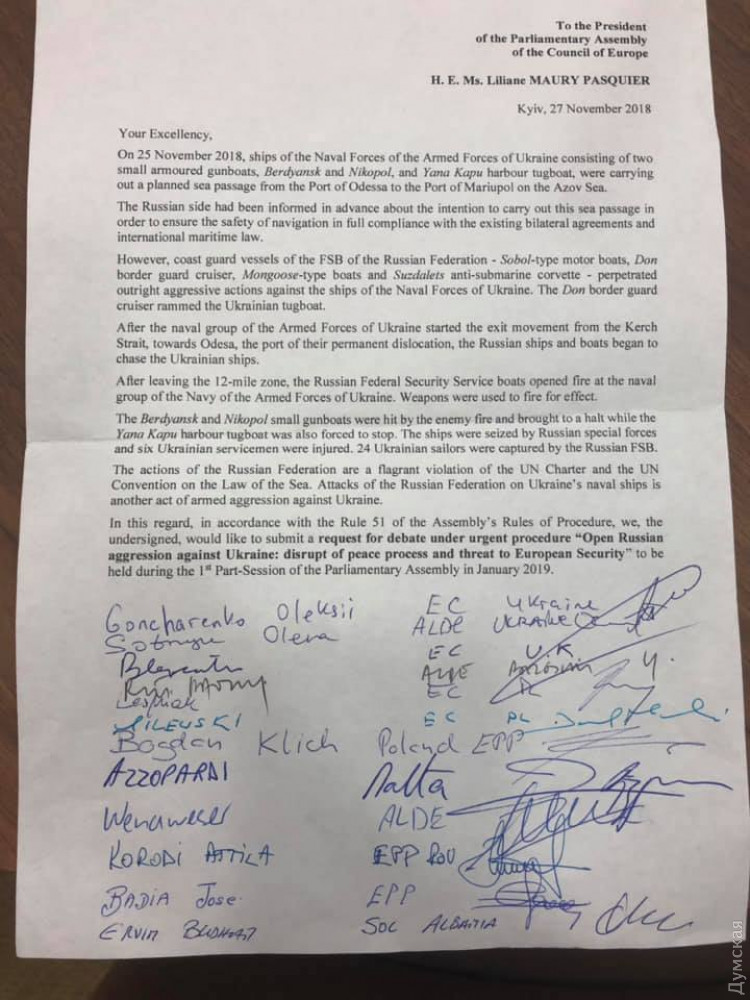 To the President
of the Parliamentary Assembly
of the Council of Europe
H. E. Ms. Liliane MAURY PASQUIER
Kyiv, 27 November 2018
Your Excellency,
On 25 November 2018, ships of the Naval Forces of the Armed Forces of Ukraine consisting of two
small armoured gunboats, Berdyansk and Nikopol, and Yana Kapu harbour tugboat, were carrying
out a planned sea passage from the Port of Odessa to the Port of Mariupol on the Azov Sea.
The Russian side had been informed in advance about the intention to carry out this sea passage in
order to ensure the safety of navigation in full compliance with the existing bilateral agreements and
international maritime law.
However, coast guard vessels of the FSB of the Russian Federation - Sobol-type motor boats, Don
border guard cruiser, Mongoose-type boats and Suzdalets anti-submarine corvette - perpetrated
outright aggressive actions against the ships of the Naval Forces of Ukraine. The Don border guard
cruiser rammed the Ukrainian tugboat.
After the naval group of the Armed Forces of Ukraine started the exit movement from the Kerch
Strait, towards Odesa, the port of their permanent dislocation, the Russian ships and boats began to
chase the Ukrainian ships.
After leaving the 12-mile zone, the Russian Federal Security Service boats opened fire at the naval
group of the Navy of the Armed Forces of Ukraine. Weapons were used to fire for effect.
The Berdyansk and Nikopol small gunboats were hit by the enemy fire and brought to a halt while the
Yana Kapu harbour tugboat was also forced to stop. The ships were seized by Russian special forces
and six Ukrainian servicemen were injured. 24 Ukrainian sailors were captured by the Russian FSB.
The actions of the Russian Federation are a flagrant violation of the UN Charter and the UN
Convention on the Law of the Sea. Attacks of the Russian Federation on Ukraine's naval ships is
another act of armed aggression against Ukraine.
In this regard, in accordance with the Rule 51 of the Assembly's Rules of Procedure, we, the
undersigned, would like to submit a request for debate under urgent procedure “Open Russian
aggression against Ukraine: disrupt of peace process and threat to European Security” to be
held during the 1st Part-Session of the Parliamentary Assembly in January 2019.
Goncharenko Oleksii EC Ukraine
Olena ALDE UKRAINE
EC U.K
EC
EC PL
Bogdan Klich Poland EPP
AZZOPARDI Malta
Wenaweser ALDE
KORODI ATTILA EPP ROU
BADIA Jose EPP
ERVIN SOC ALBANIA
Думская